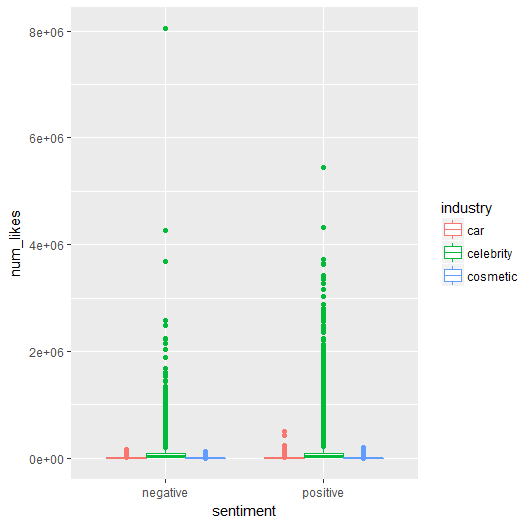 8e+06
6e+06
4e+06
2e+06
0e+00
num_likes
negative
positive
sentiment
industry
car
celebrity
cosmetic